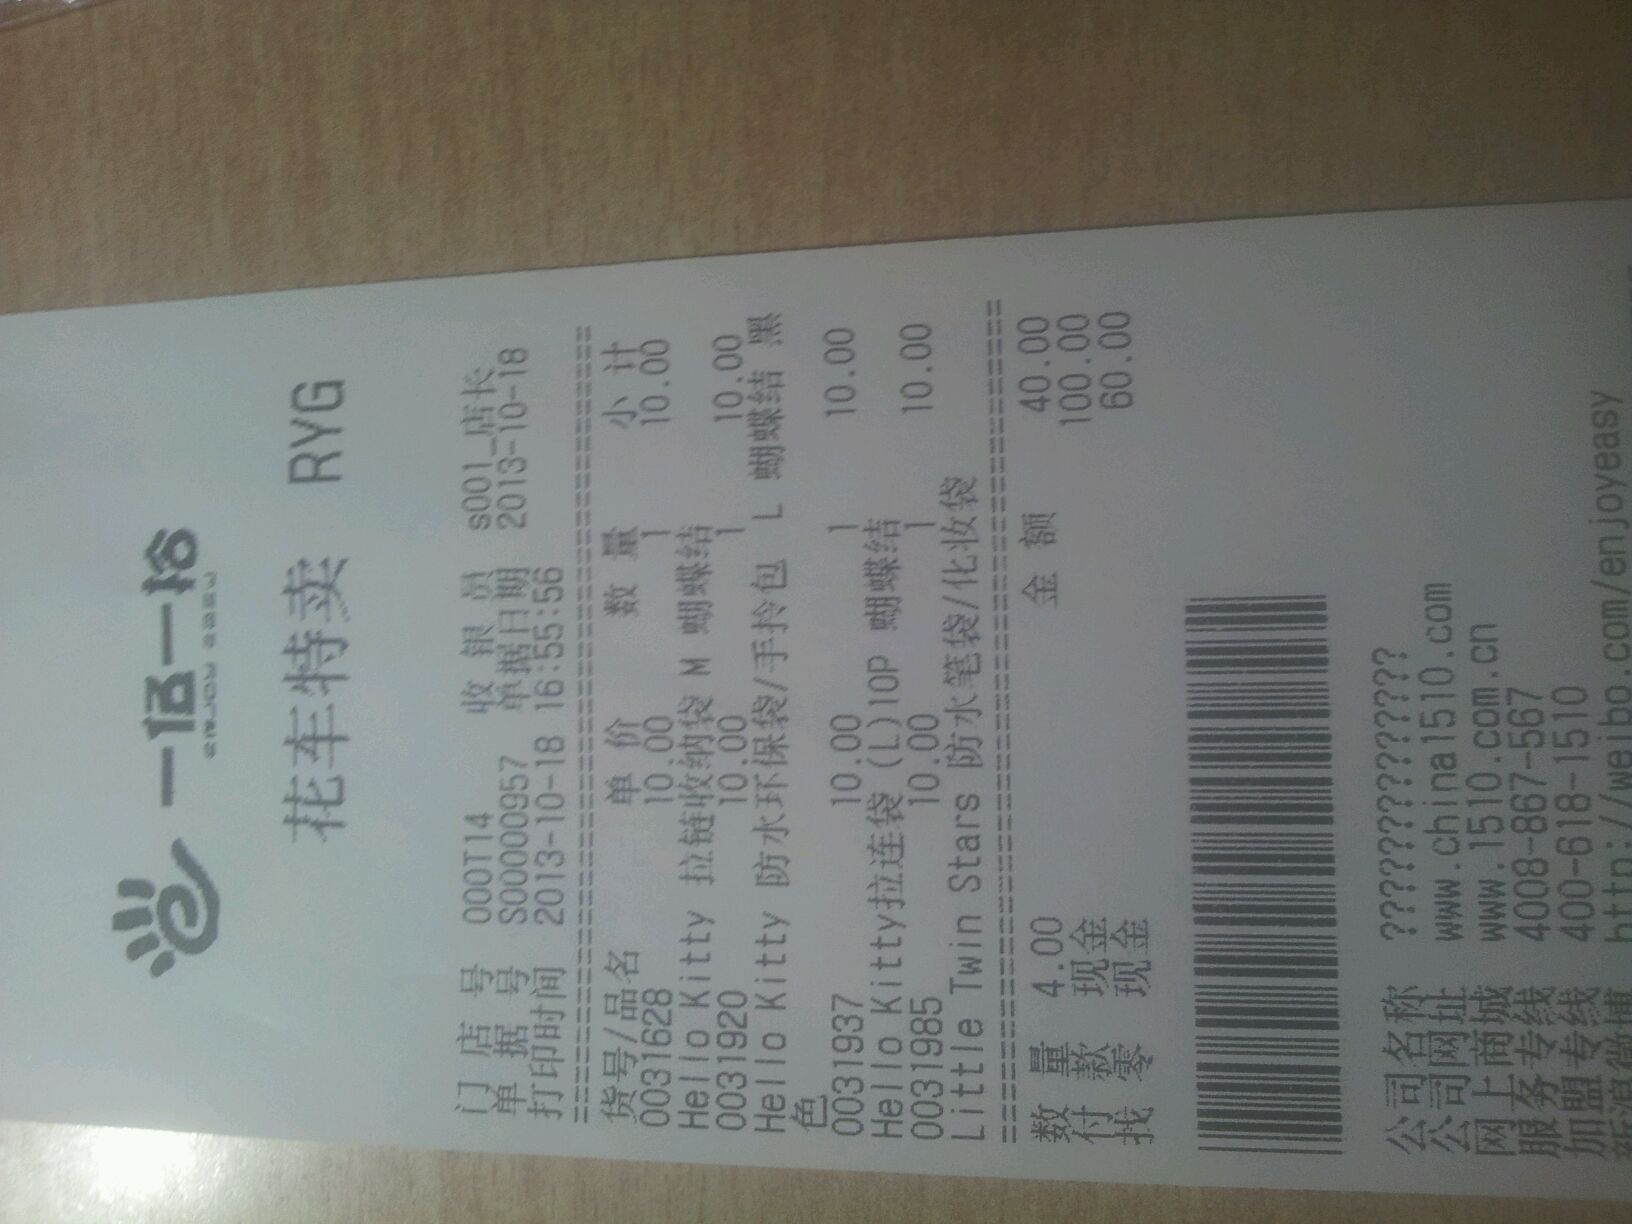 一伍一拾
花车特卖 RYG
门 店 号 000T14 收 银 员 s001_店长
单 据 号 S00000957 单据日期 2013-10-18
打印时间 2013-10-18 16:55:56
================================================
货号/品名 单 价 数 量 小 计
0031628 10.00 1 10.00
Hello Kitty 拉链收纳袋 M 蝴蝶结
0031920 10.00 1 10.00
Hello Kitty 防水环保袋/手拎包 L 蝴蝶结 黑
色
0031937 10.00 1 10.00
Hello Kitty拉连袋 (L)10P 蝴蝶结
0031985 10.00 1 10.00
Little Twin Stars 防水笔袋/化妆袋
================================================
数 量 4.00 金 额 40.00
付 款 现金 100.00
找 零 现金 60.00
公司名称 ????????????????
公司网址 www.china1510.com
网上商城 www.1510.com.cn
服务专线 4008-867-567
加盟专线 400-618-1510
新浪微博 http://weibo.com/enjoyeasy